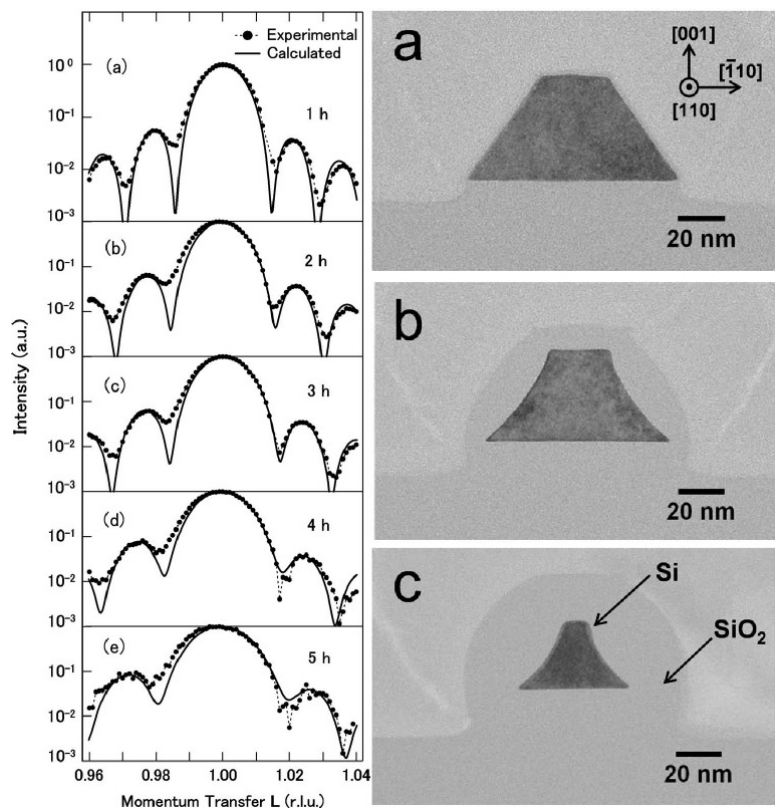 Experimental
Calculated
(a)
1 h
(b)
2 h
(c)
3 h
(d)
4 h
(e)
5 h
10⁰
10⁻¹
10⁻²
10⁻³
10⁻¹
10⁻²
10⁻³
10⁻¹
10⁻²
10⁻³
10⁻¹
10⁻²
10⁻³
10⁻¹
10⁻²
10⁻³
Intensity (a.u.)
0.96 0.98 1.00 1.02 1.04
Momentum Transfer L (r.l.u.)
a
[001]
[1̄10]
[110]
20 nm
b
20 nm
c
Si
SiO₂
20 nm